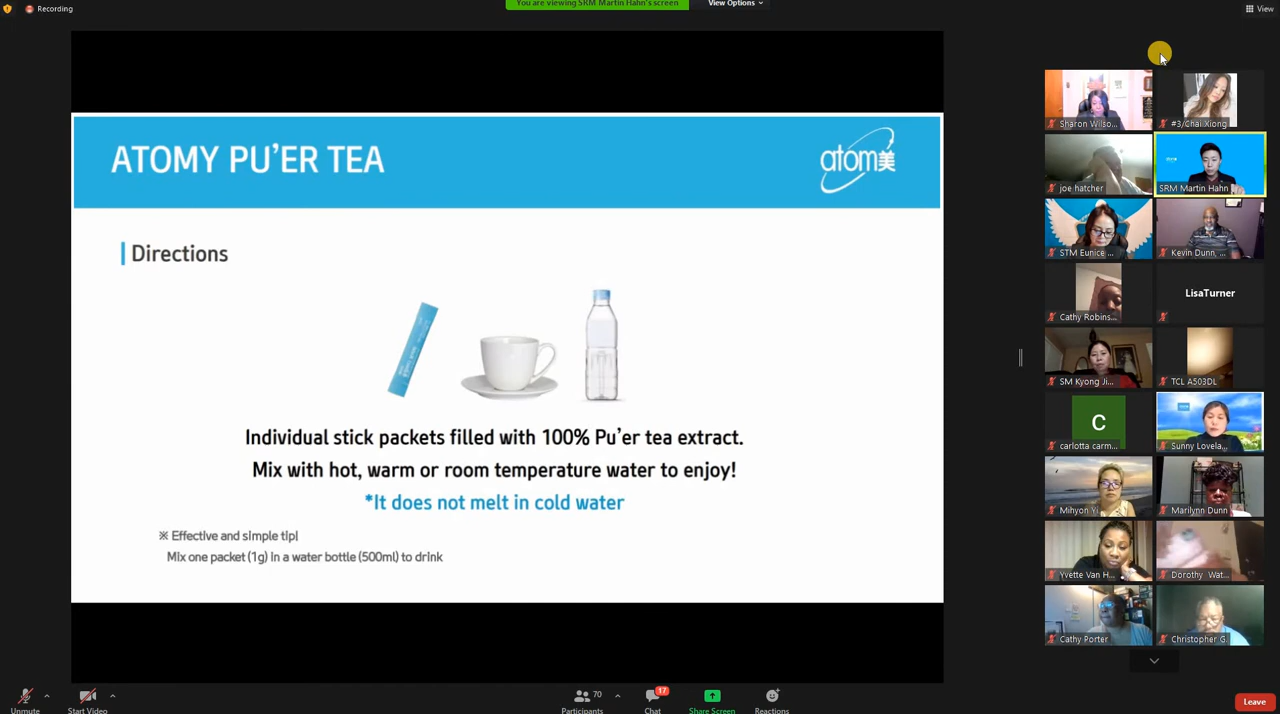 Recording
You are viewing SRM Martin Hahn's screen
View Options
View
ATOMY PU'ER TEA
atom美
Directions
Individual stick packets filled with 100% Pu'er tea extract.
Mix with hot, warm or room temperature water to enjoy!
*It does not melt in cold water
※ Effective and simple tip!
Mix one packet (1g) in a water bottle (500ml) to drink
Sharon Wilso...
#3/Chai Xiong
joe hatcher
SRM Martin Hahn
STM Eunice ...
Kevin Dunn, ...
Cathy Robins...
LisaTurner
SM Kyong Ji...
TCL A503DL
C
carlotta carm...
Sunny Lovela...
Mihyon Yi
Marilynn Dunn
Yvette Van H...
Dorothy Wat...
Cathy Porter
Christopher G.
Unmute
Start Video
70
Participants
17
Chat
Share Screen
Reactions
Leave